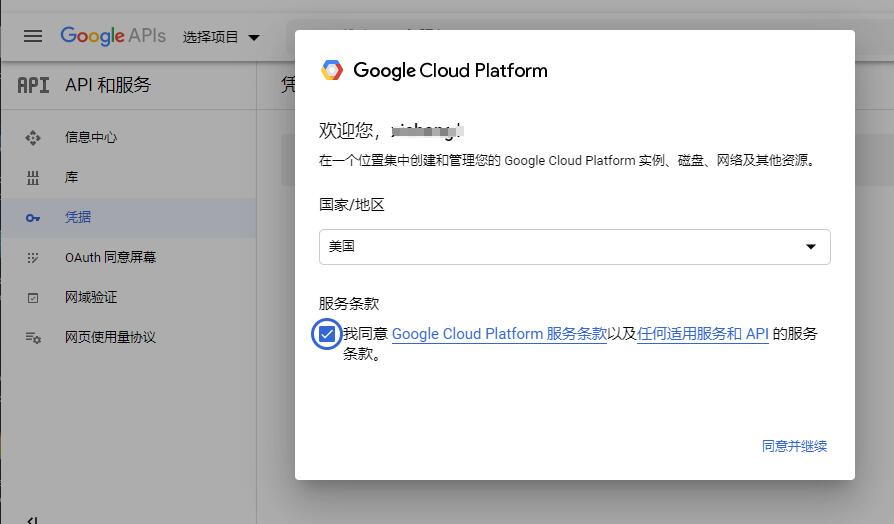 Google APIs 选择项目
API API 和服务
凭
信息中心
库
凭据
OAuth 同意屏幕
网域验证
网页使用量协议
Google Cloud Platform
欢迎您，
在一个位置集中创建和管理您的 Google Cloud Platform 实例、磁盘、网络及其他资源。
国家/地区
美国
服务条款
我同意 Google Cloud Platform 服务条款以及任何适用服务和 API 的服务
条款。
同意并继续